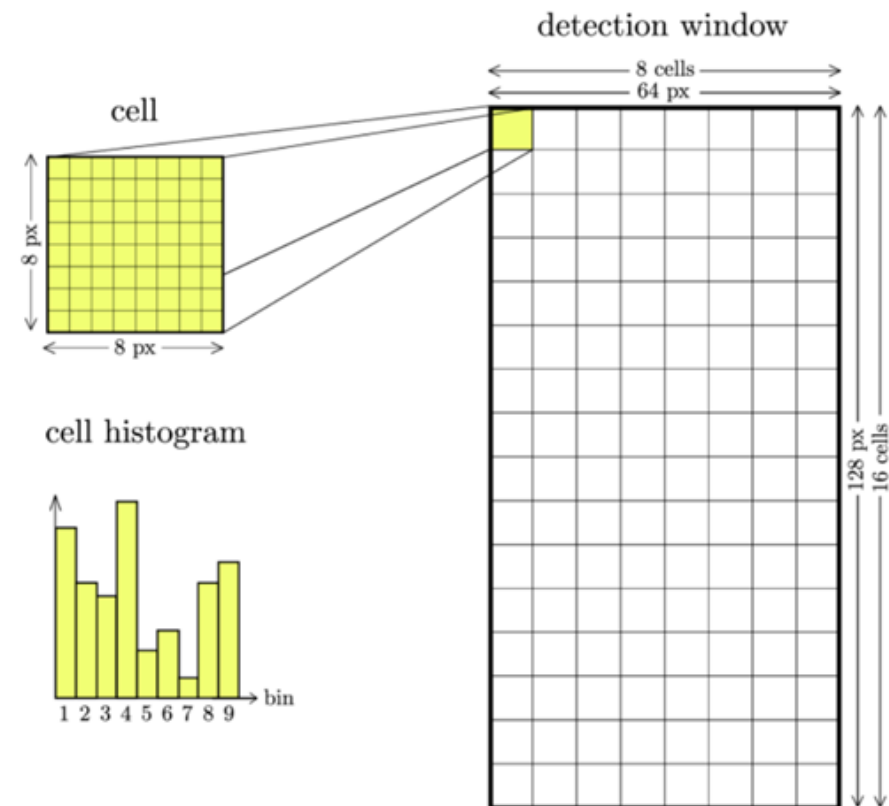 detection window
8 cells
64 px
cell
8 px
8 px
128 px
16 cells
cell histogram
bin
1 2 3 4 5 6 7 8 9